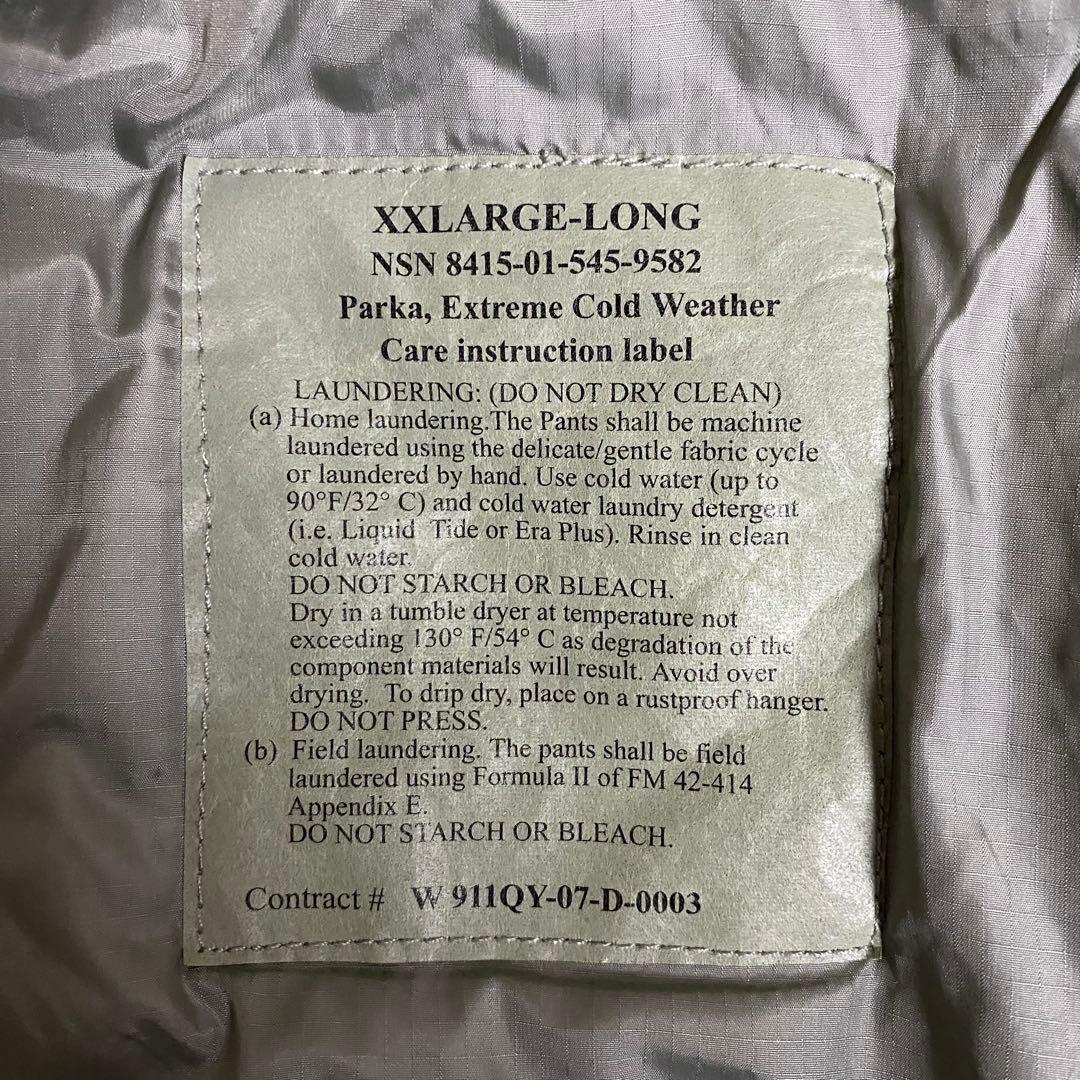 XXLARGE-LONG
NSN 8415-01-545-9582
Parka, Extreme Cold Weather
Care instruction label
LAUNDERING: (DO NOT DRY CLEAN)
(a) Home laundering.The Pants shall be machine
laundered using the delicate/gentle fabric cycle
or laundered by hand. Use cold water (up to
90°F/32° C) and cold water laundry detergent
(i.e. Liquid Tide or Era Plus). Rinse in clean
cold water.
DO NOT STARCH OR BLEACH.
Dry in a tumble dryer at temperature not
exceeding 130° F/54° C as degradation of the
component materials will result. Avoid over
drying. To drip dry, place on a rustproof hanger.
DO NOT PRESS.
(b) Field laundering. The pants shall be field
laundered using Formula II of FM 42-414
Appendix E.
DO NOT STARCH OR BLEACH.
Contract # W 911QY-07-D-0003